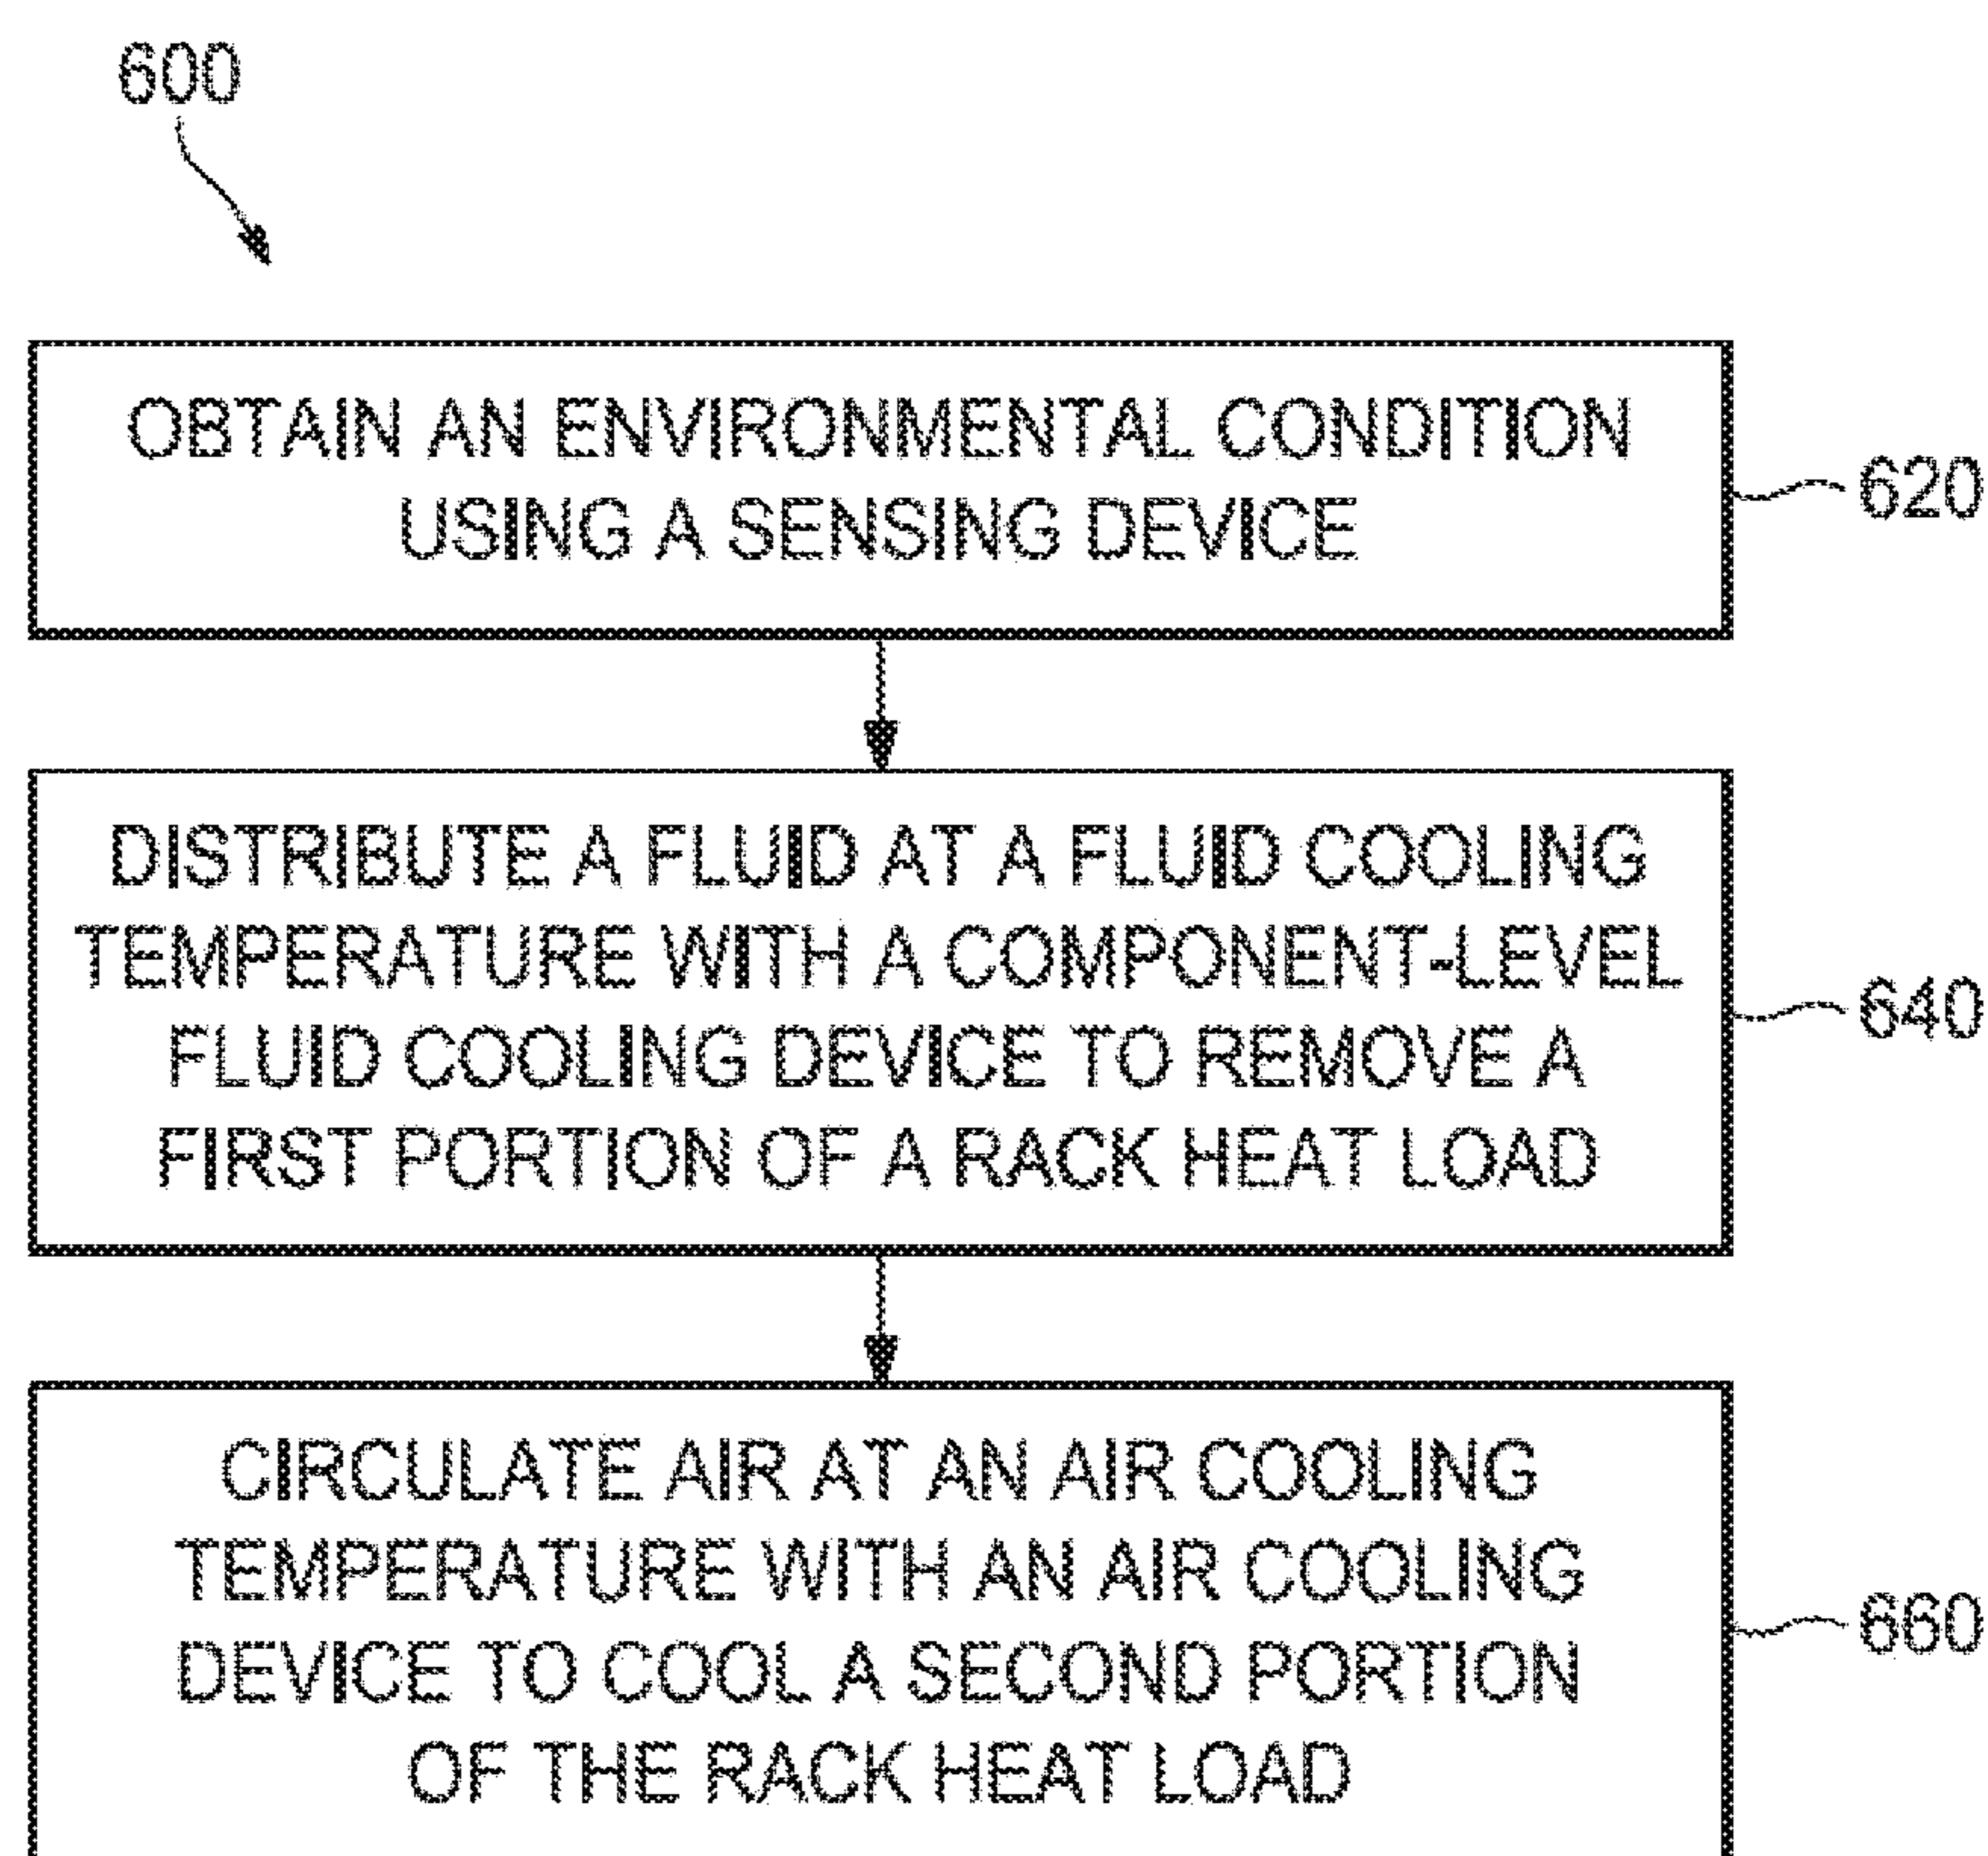 600
OBTAIN AN ENVIRONMENTAL CONDITION
USING A SENSING DEVICE
620
DISTRIBUTE A FLUID AT A FLUID COOLING
TEMPERATURE WITH A COMPONENT-LEVEL
FLUID COOLING DEVICE TO REMOVE A
FIRST PORTION OF A RACK HEAT LOAD
640
CIRCULATE AIR AT AN AIR COOLING
TEMPERATURE WITH AN AIR COOLING
DEVICE TO COOL A SECOND PORTION
OF THE RACK HEAT LOAD
660